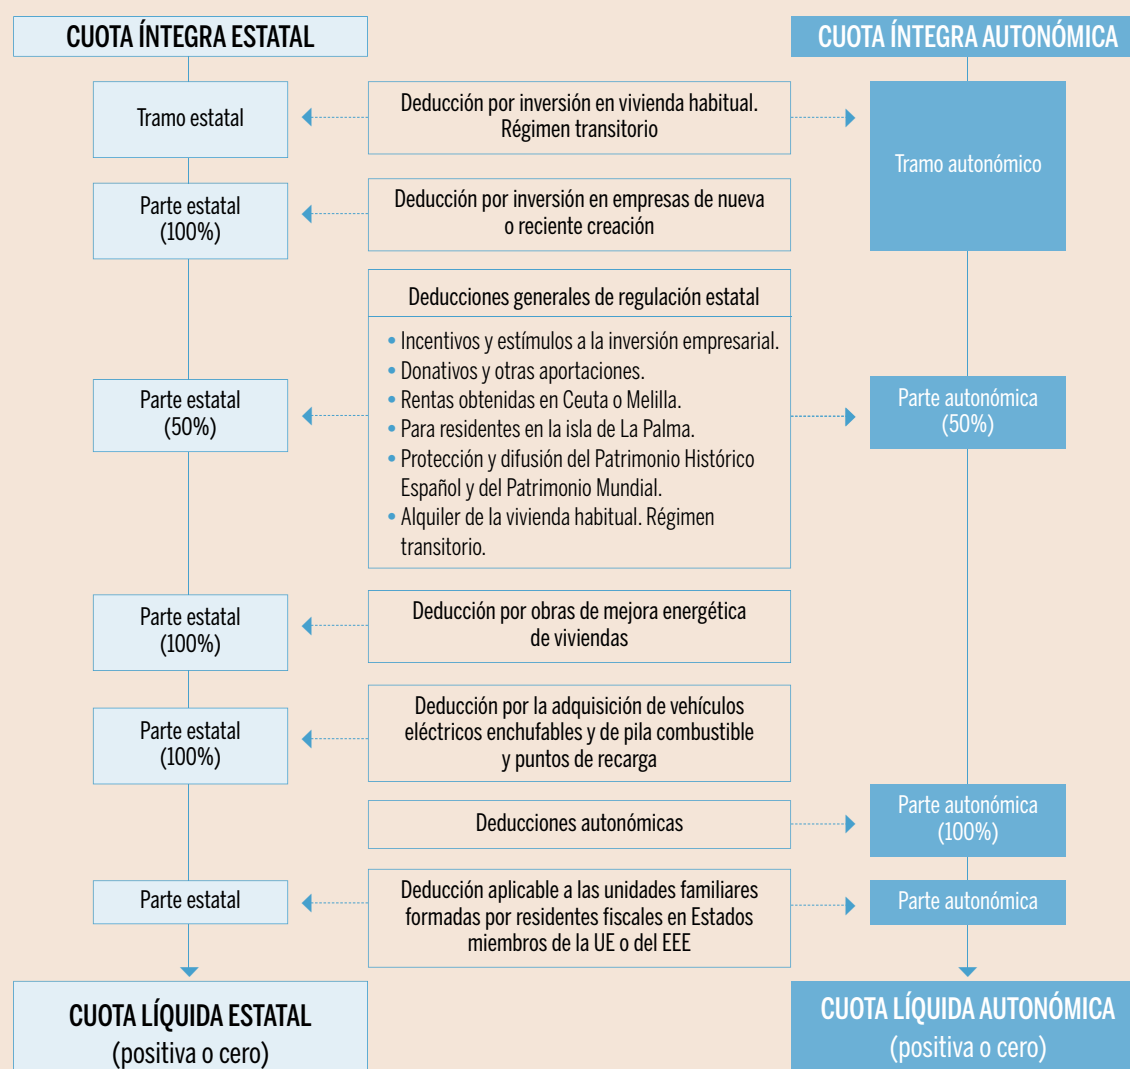 CUOTA ÍNTEGRA ESTATAL
CUOTA ÍNTEGRA AUTONÓMICA
Tramo estatal
Deducción por inversión en vivienda habitual.
Régimen transitorio
Tramo autonómico
Parte estatal
(100%)
Deducción por inversión en empresas de nueva
o reciente creación
Deducciones generales de regulación estatal
• Incentivos y estímulos a la inversión empresarial.
• Donativos y otras aportaciones.
• Rentas obtenidas en Ceuta o Melilla.
• Para residentes en la isla de La Palma.
• Protección y difusión del Patrimonio Histórico
Español y del Patrimonio Mundial.
• Alquiler de la vivienda habitual. Régimen
transitorio.
Parte estatal
(50%)
Parte autonómica
(50%)
Parte estatal
(100%)
Deducción por obras de mejora energética
de viviendas
Parte estatal
(100%)
Deducción por la adquisición de vehículos
eléctricos enchufables y de pila combustible
y puntos de recarga
Deducciones autonómicas
Parte autonómica
(100%)
Parte estatal
Deducción aplicable a las unidades familiares
formadas por residentes fiscales en Estados
miembros de la UE o del EEE
Parte autonómica
CUOTA LÍQUIDA ESTATAL
(positiva o cero)
CUOTA LÍQUIDA AUTONÓMICA
(positiva o cero)